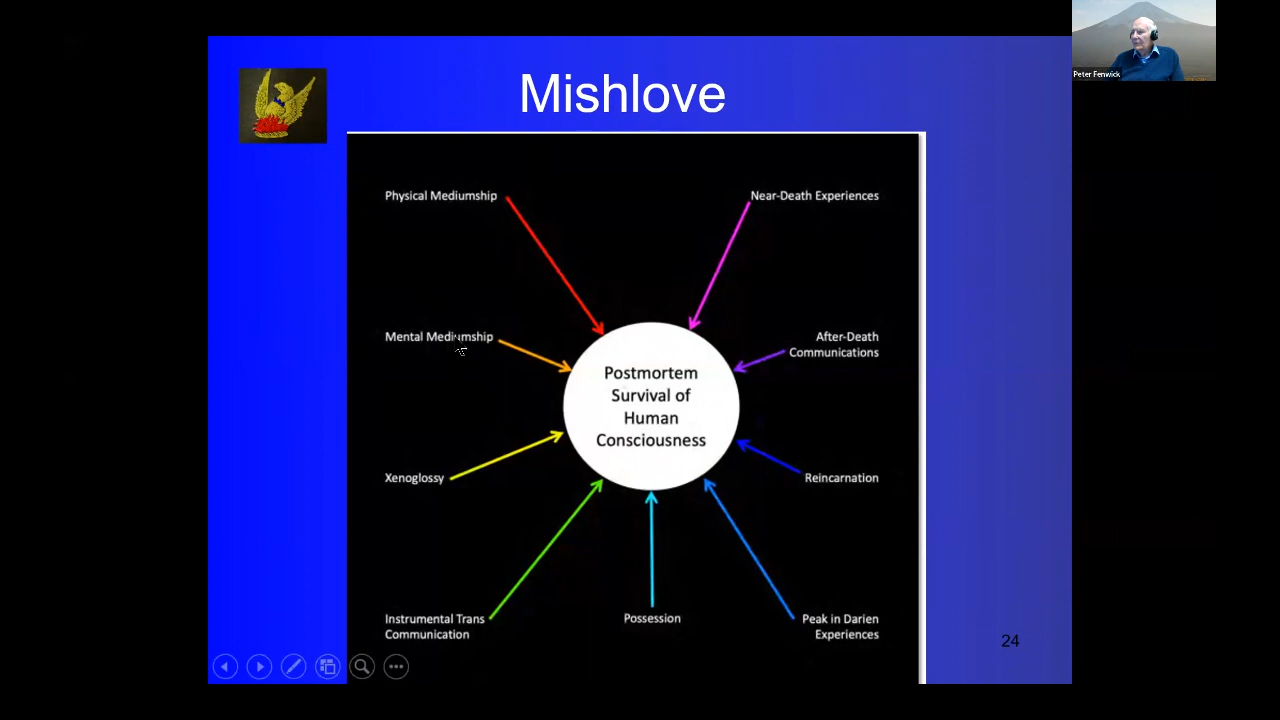 Mishlove
Peter Fenwick
Physical Mediumship
Near-Death Experiences
Mental Mediumship
After-Death
Communications
Postmortem
Survival of
Human
Consciousness
Xenoglossy
Reincarnation
Instrumental Trans
Communication
Possession
Peak in Darien
Experiences
24